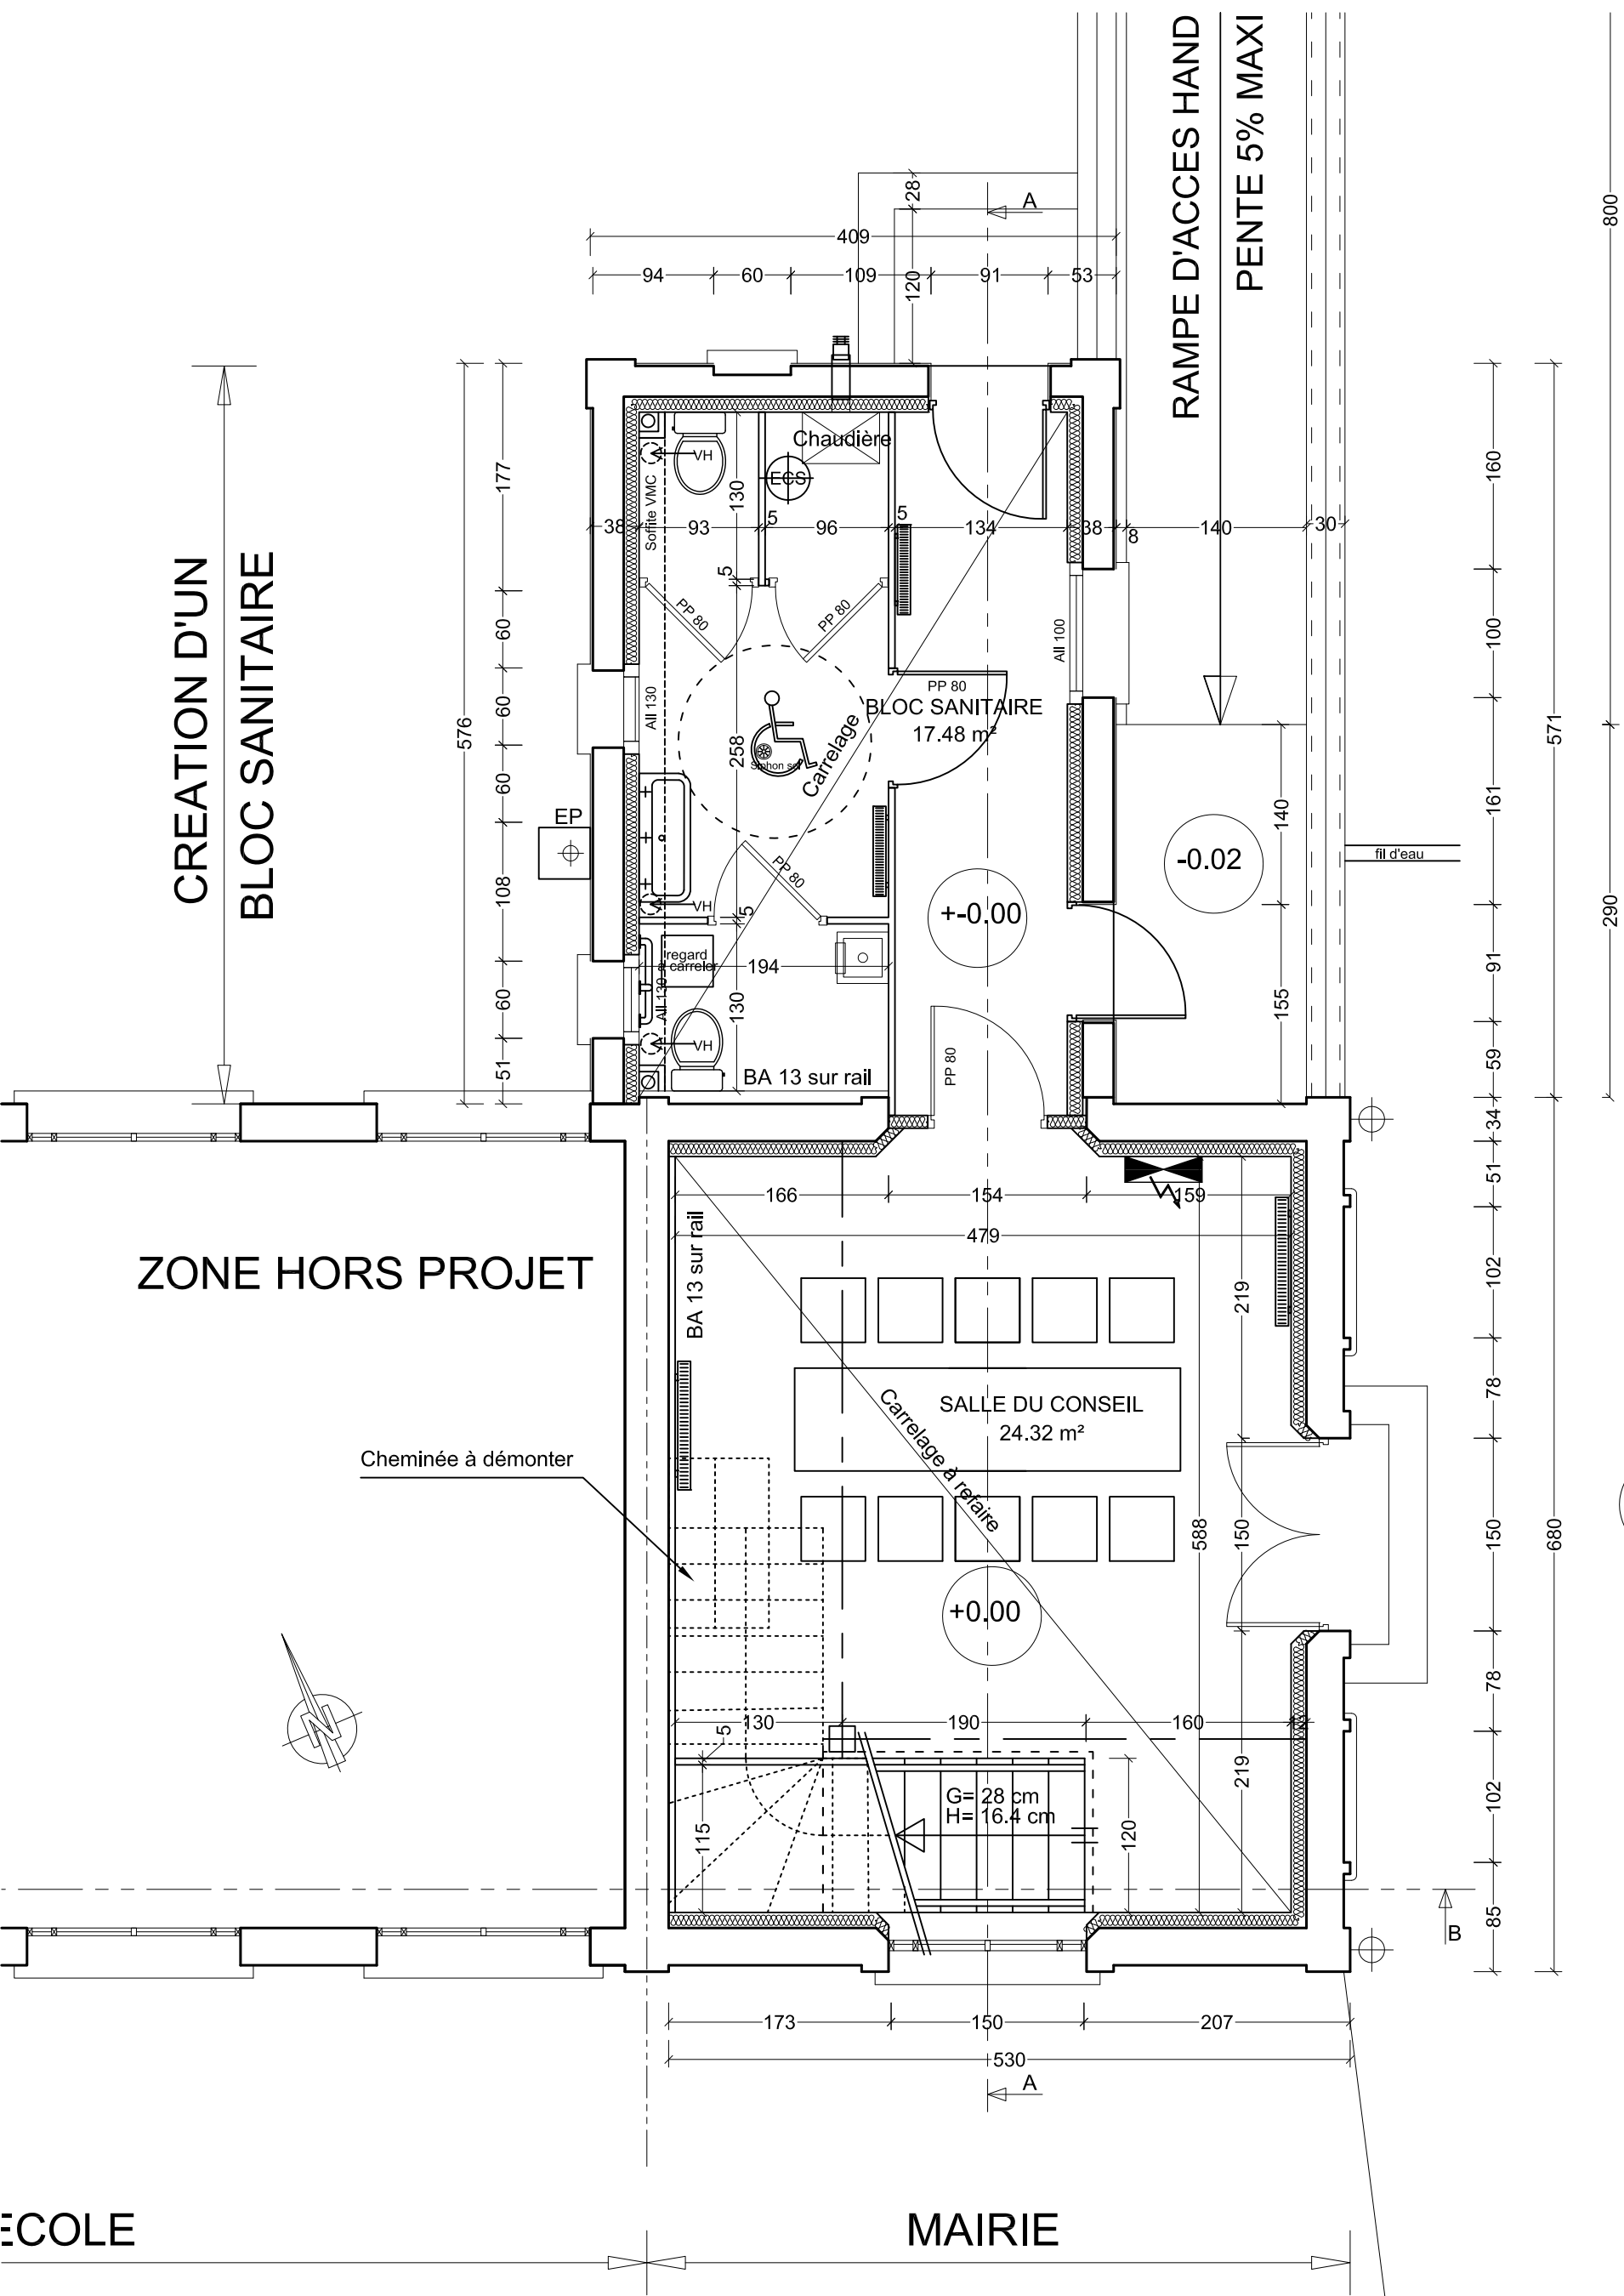 RAMPE D'ACCES HAND
PENTE 5% MAXI
800
28
A
409
94
60
109
91
53
120
CREATION D'UN
BLOC SANITAIRE
576
177
60
60
60
108
60
51
Chaudière
ECS
VH
Soffite VMC
130
38
93
5
96
5
134
38
8
140
30
5
PP 80
PP 80
All 100
All 130
PP 80
BLOC SANITAIRE
17.48 m²
258
Siphon sol
Carrelage
EP
PP 80
VH
5
+-0.00
-0.02
140
155
fil d'eau
regard
à carreler
194
All 130
130
VH
BA 13 sur rail
PP 80
160
100
161
91
59
34
51
102
78
150
78
102
85
571
680
290
166
154
159
479
ZONE HORS PROJET
BA 13 sur rail
219
SALLE DU CONSEIL
24.32 m²
Carrelage à refaire
Cheminée à démonter
588
150
+0.00
N
130
190
160
12
5
219
G= 28 cm
H= 16.4 cm
115
120
B
173
150
207
530
A
ECOLE
MAIRIE